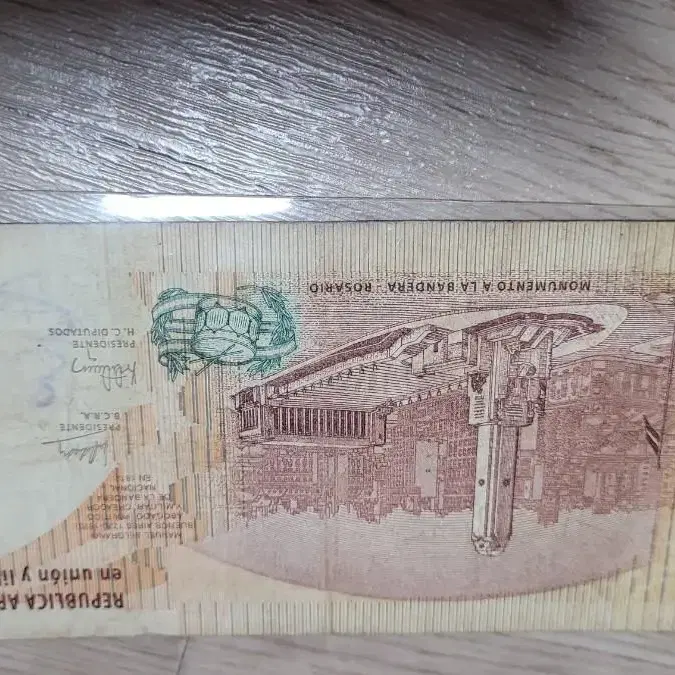 REPUBLICA AR
en unión y li
MANUEL BELGRANO
BUENOS AIRES 1770-1820
ABOGADO, POLITICO
Y MILITAR, CREADOR
DE LA BANDERA
NACIONAL
EN 1812
PRESIDENTE
B.C.R.A.
PRESIDENTE
H.C. DIPUTADOS
MONUMENTO A LA BANDERA - ROSARIO